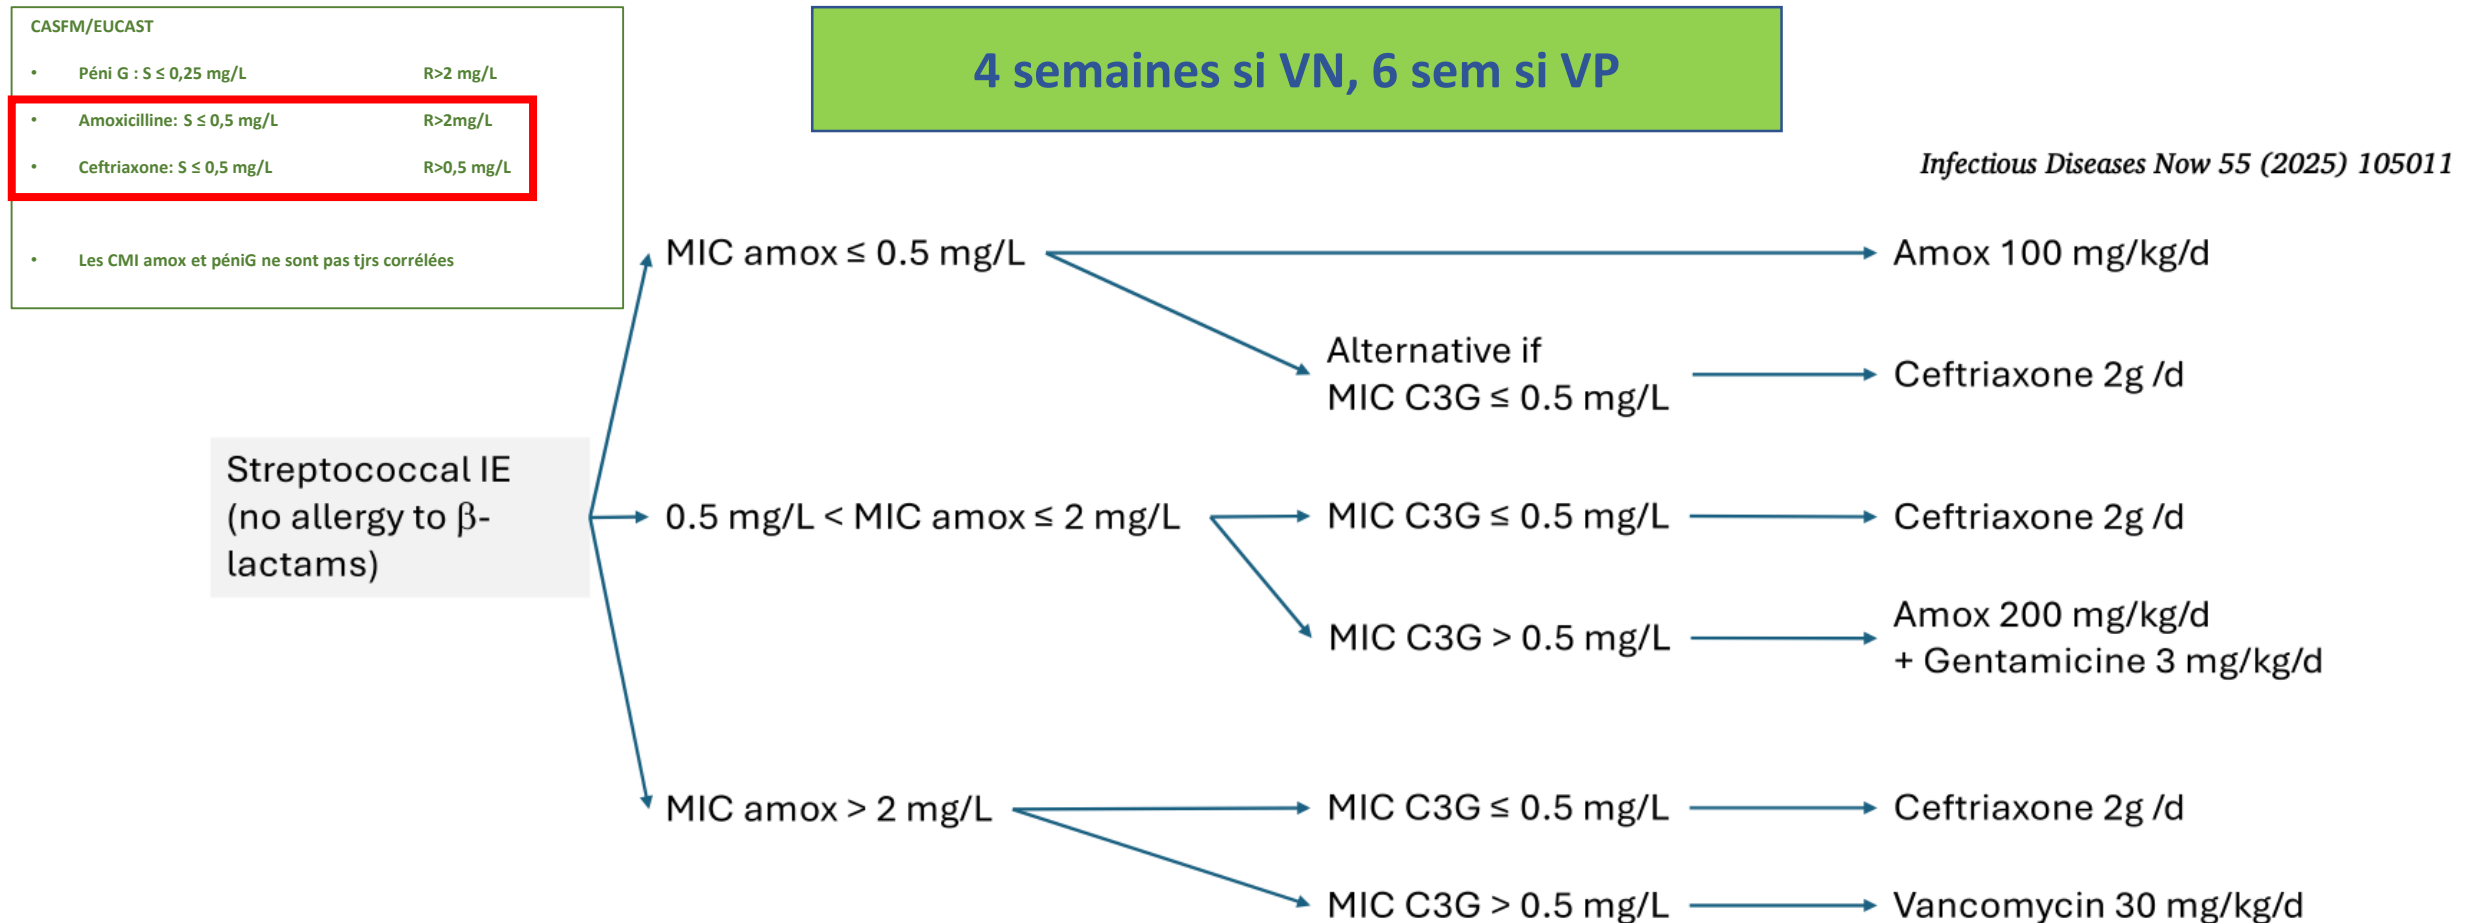 CASFM/EUCAST
• Péni G : S ≤ 0,25 mg/L R>2 mg/L
• Amoxicilline: S ≤ 0,5 mg/L R>2mg/L
• Ceftriaxone: S ≤ 0,5 mg/L R>0,5 mg/L
• Les CMI amox et péniG ne sont pas tjrs corrélées
4 semaines si VN, 6 sem si VP
Infectious Diseases Now 55 (2025) 105011
Streptococcal IE
(no allergy to β-
lactams)
MIC amox ≤ 0.5 mg/L
Amox 100 mg/kg/d
Alternative if
MIC C3G ≤ 0.5 mg/L
Ceftriaxone 2g /d
0.5 mg/L < MIC amox ≤ 2 mg/L
MIC C3G ≤ 0.5 mg/L
Ceftriaxone 2g /d
MIC C3G > 0.5 mg/L
Amox 200 mg/kg/d
+ Gentamicine 3 mg/kg/d
MIC amox > 2 mg/L
MIC C3G ≤ 0.5 mg/L
Ceftriaxone 2g /d
MIC C3G > 0.5 mg/L
Vancomycin 30 mg/kg/d